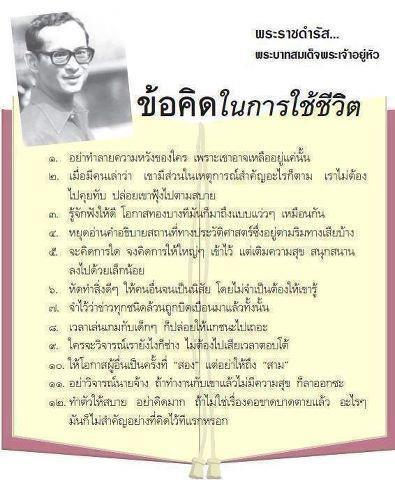 พระราชดำรัส...
พระบาทสมเด็จพระเจ้าอยู่หัว
ข้อคิดในการใช้ชีวิต
๑. อย่าทำลายความหวังของใคร เพราะเขาอาจเหลืออยู่แค่นั้น
๒. เมื่อมีคนเล่าว่า เขามีส่วนในเหตุการณ์สำคัญอะไรก็ตาม เราไม่ต้อง
ไปคุยทับ ปล่อยเขาฟุ้งไปตามสบาย
๓. รู้จักฟังให้ดี โอกาสทองบางทีมันก็มาถึงแบบแว่วๆ เหมือนกัน
๔. หยุดอ่านคำอธิบายสถานที่ทางประวัติศาสตร์ซึ่งอยู่ตามริมทางเสียบ้าง
๕. จะคิดการใด จงคิดการให้ใหญ่ๆ เข้าไว้ แต่เติมความสุข สนุกสนาน
ลงไปด้วยเล็กน้อย
๖. หัดทำสิ่งดีๆ ให้คนอื่นจนเป็นนิสัย โดยไม่จำเป็นต้องให้เขารู้
๗. จำไว้ว่าข่าวทุกชนิดล้วนถูกบิดเบือนมาแล้วทั้งนั้น
๘. เวลาเล่นเกมกับเด็กๆ ก็ปล่อยให้แกชนะไปเถอะ
๙. ใครจะวิจารณ์เรายังไงก็ช่าง ไม่ต้องไปเสียเวลาตอบโต้
๑๐. ให้โอกาสผู้อื่นเป็นครั้งที่ "สอง" แต่อย่าให้ถึง "สาม"
๑๑. อย่าวิจารณ์นายจ้าง ถ้าทำงานกับเขาแล้วไม่มีความสุข ก็ลาออกซะ
๑๒. ทำตัวให้สบาย อย่าคิดมาก ถ้าไม่ใช่เรื่องคอขาดบาดตายแล้ว อะไรๆ
มันก็ไม่สำคัญอย่างที่คิดไว้ทีแรกหรอก